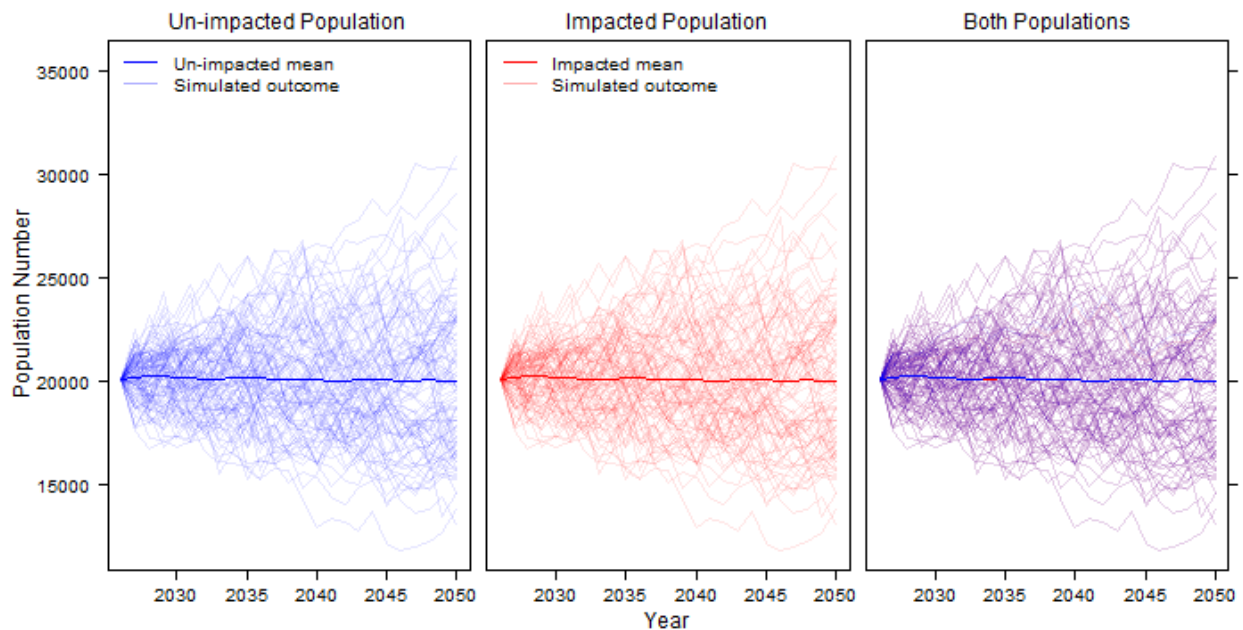 Un-impacted Population
Impacted Population
Both Populations
Un-impacted mean
Simulated outcome
Impacted mean
Simulated outcome
Population Number
35000
30000
25000
20000
15000
2030
2035
2040
2045
2050
2030
2035
2040
2045
2050
2030
2035
2040
2045
2050
Year